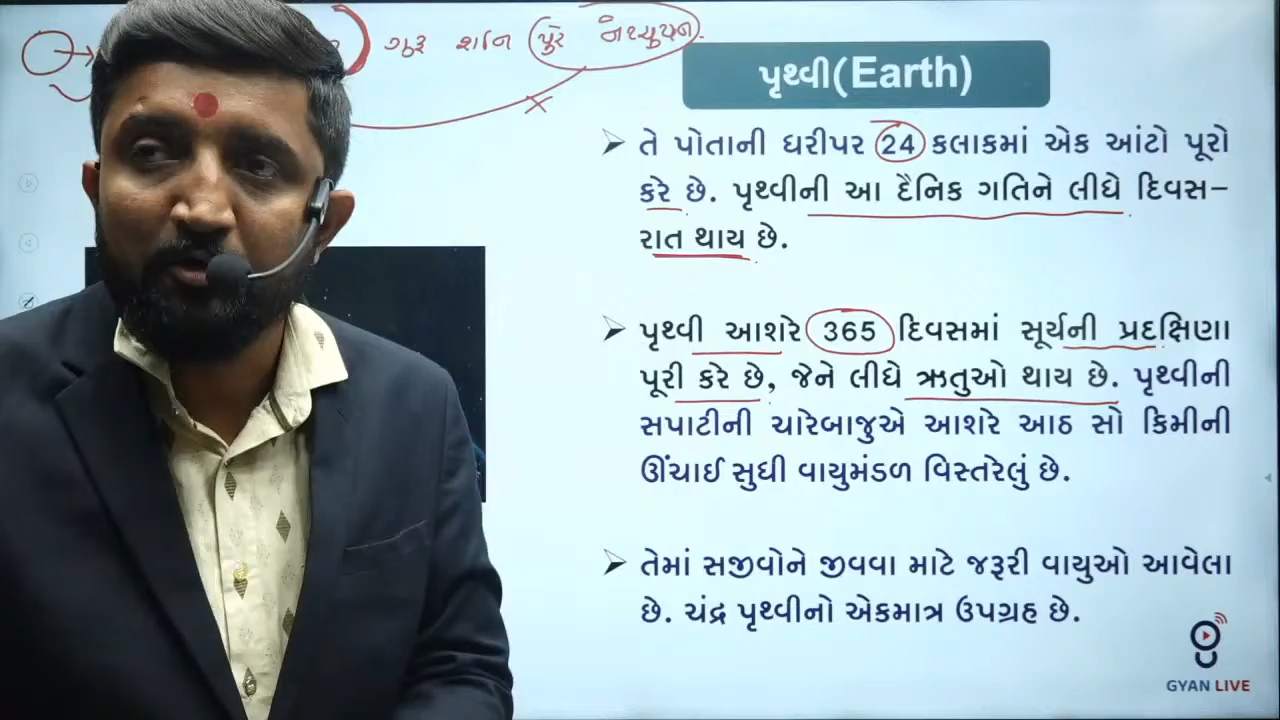 ગુરુ શનિ
પૃથ્વી(Earth)
તે પોતાની ધરીપર 24 કલાકમાં એક આંટો પૂરો
કરે છે. પૃથ્વીની આ દૈનિક ગતિને લીધે દિવસ-
રાત થાય છે.
પૃથ્વી આશરે 365 દિવસમાં સૂર્યની પ્રદક્ષિણા
પૂરી કરે છે, જેને લીધે ઋતુઓ થાય છે. પૃથ્વીની
સપાટીની ચારેબાજુએ આશરે આઠ સો કિમીની
ઊંચાઈ સુધી વાયુમંડળ વિસ્તરેલું છે.
તેમાં સજીવોને જીવવા માટે જરૂરી વાયુઓ આવેલા
છે. ચંદ્ર પૃથ્વીનો એકમાત્ર ઉપગ્રહ છે.
GYAN LIVE